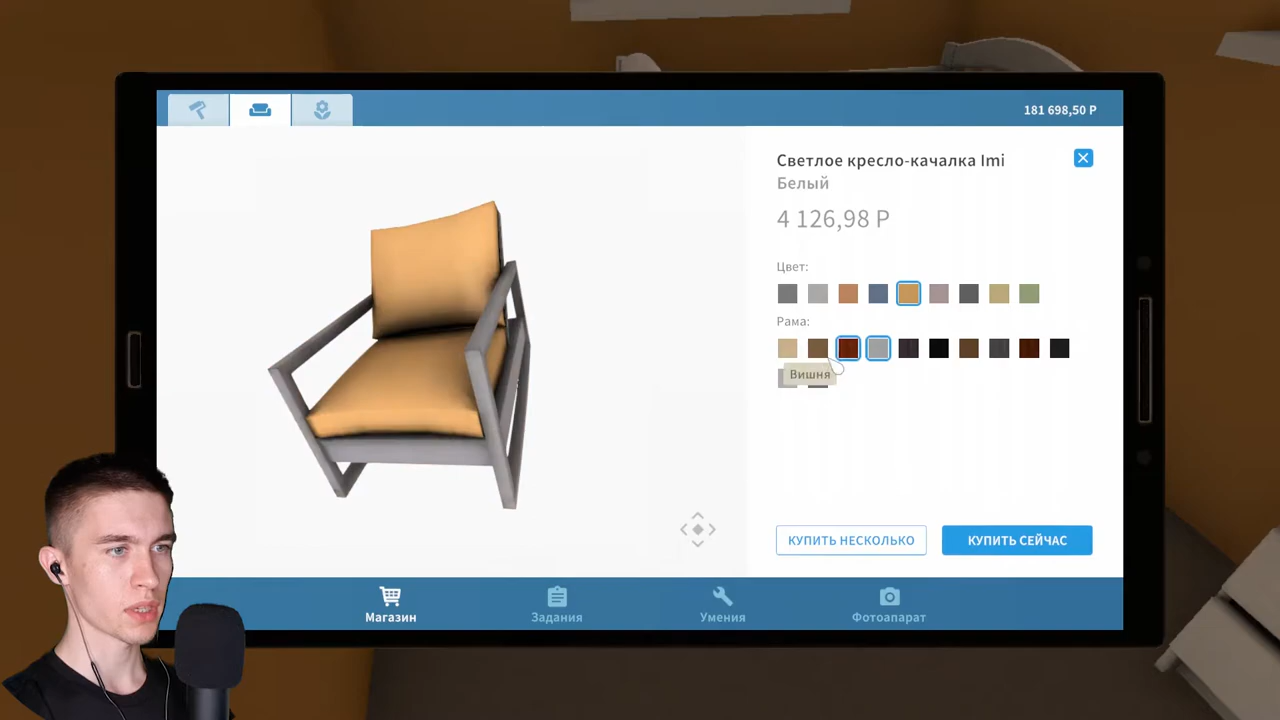 181 698,50 Р
Светлое кресло-качалка Imi
Белый
4 126,98 Р
Цвет:
Рама:
Вишня
КУПИТЬ НЕСКОЛЬКО
КУПИТЬ СЕЙЧАС
Магазин
Задания
Умения
Фотоаппарат